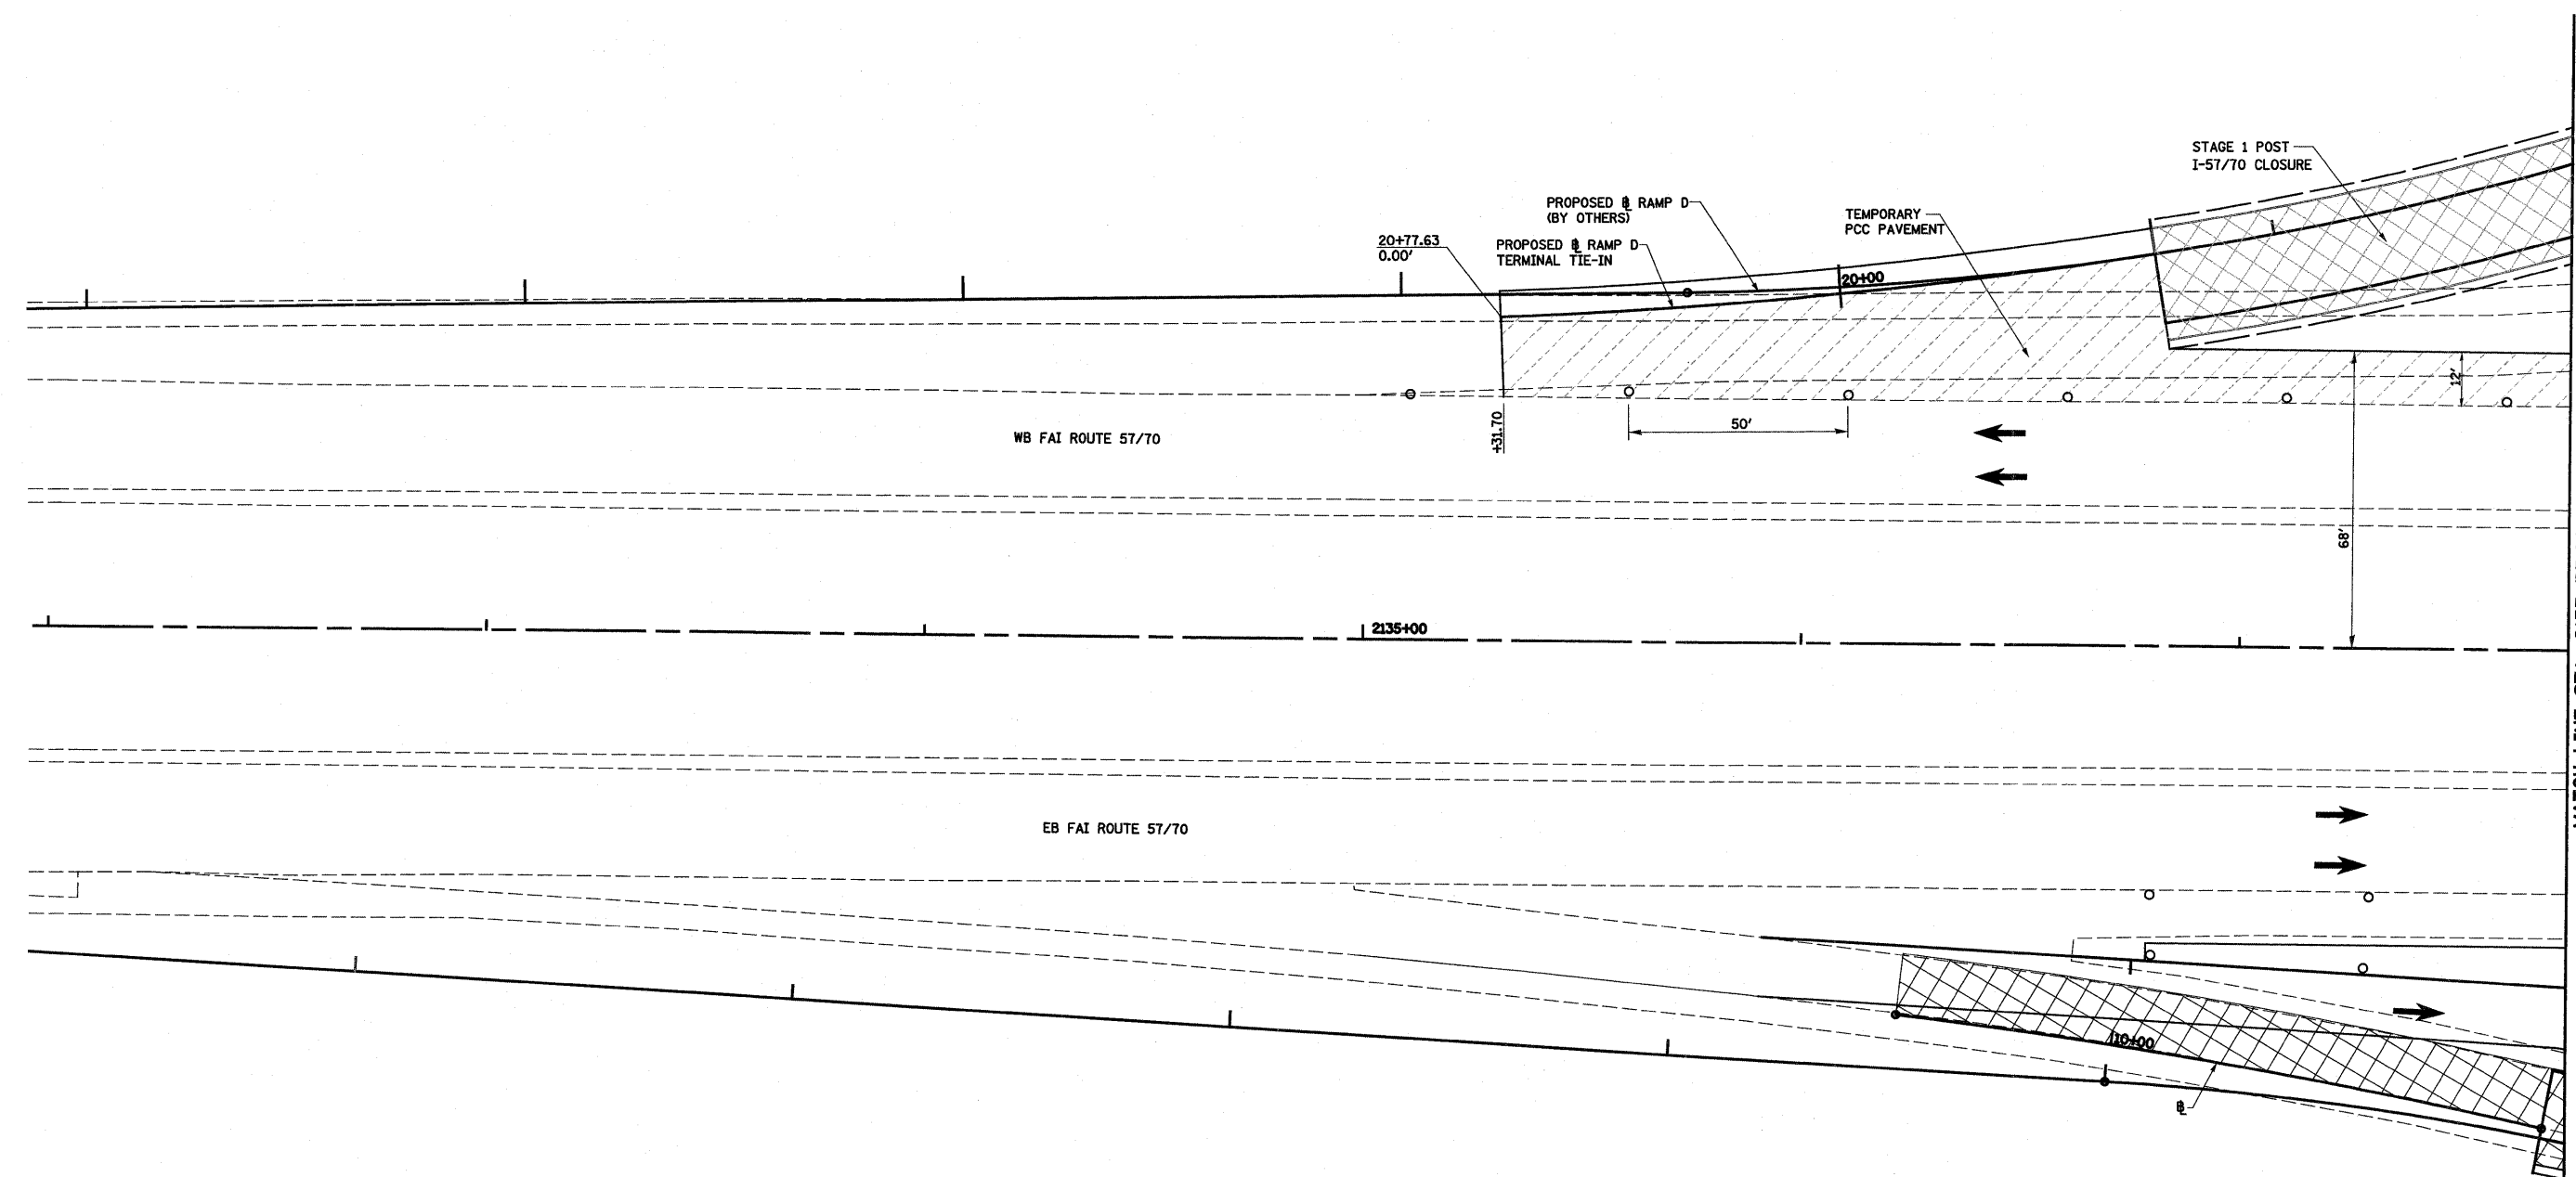 STAGE 1 POST
I-57/70 CLOSURE
PROPOSED ℄ RAMP D
(BY OTHERS)
TEMPORARY
PCC PAVEMENT
20+77.63
0.00'
PROPOSED ℄ RAMP D
TERMINAL TIE-IN
20+00
12'
+31.70
50'
WB FAI ROUTE 57/70
68'
2135+00
EB FAI ROUTE 57/70
10+00